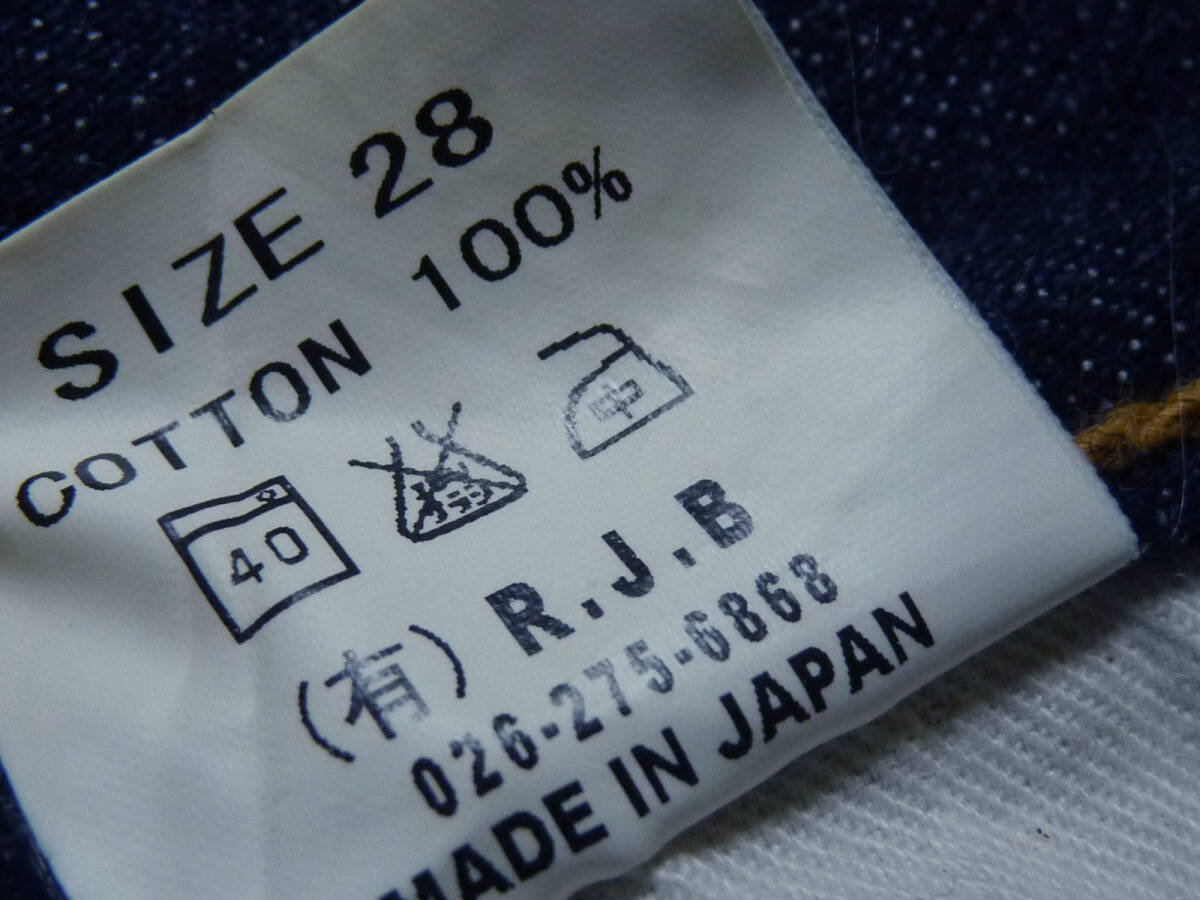 SIZE 28
COTTON 100%
40 中
(有) R.J.B
026-275-6868
MADE IN JAPAN